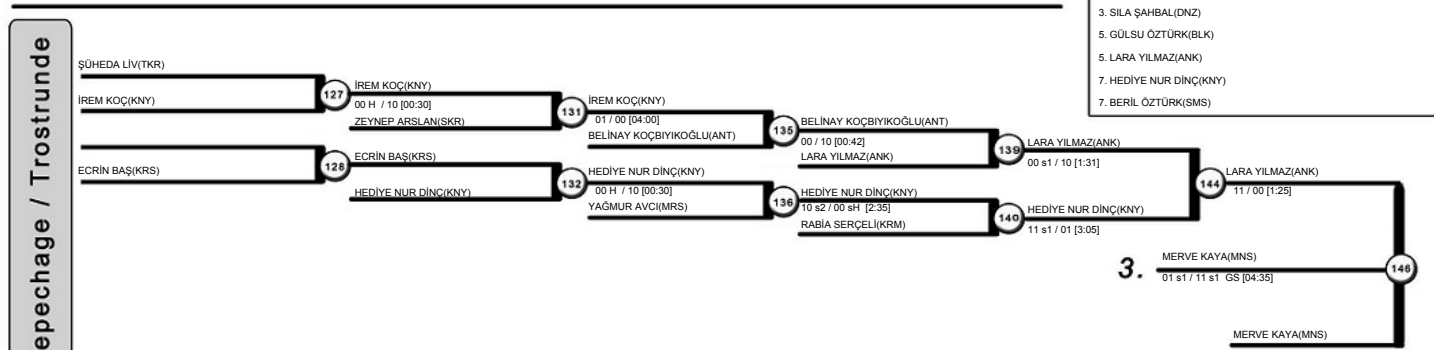 3. SILA ŞAHBAL(DNZ)
5. GÜLSU ÖZTÜRK(BLK)
5. LARA YILMAZ(ANK)
7. HEDİYE NUR DİNÇ(KNY)
7. BERİL ÖZTÜRK(SMS)
epechage / Trostrunde
ŞÜHEDA LİV(TKR)
İREM KOÇ(KNY)
127
İREM KOÇ(KNY)
00 H / 10 [00:30]
ZEYNEP ARSLAN(SKR)
131
İREM KOÇ(KNY)
01 / 00 [04:00]
BELİNAY KOÇBIYIKOĞLU(ANT)
135
BELİNAY KOÇBIYIKOĞLU(ANT)
00 / 10 [00:42]
LARA YILMAZ(ANK)
139
LARA YILMAZ(ANK)
00 s1 / 10 [1:31]
ECRİN BAŞ(KRS)
128
ECRİN BAŞ(KRS)
HEDİYE NUR DİNÇ(KNY)
132
HEDİYE NUR DİNÇ(KNY)
00 H / 10 [00:30]
YAĞMUR AVCI(MRS)
136
HEDİYE NUR DİNÇ(KNY)
10 s2 / 00 sH [2:35]
RABİA SERÇELİ(KRM)
140
HEDİYE NUR DİNÇ(KNY)
11 s1 / 01 [3:05]
144
LARA YILMAZ(ANK)
11 / 00 [1:25]
3.
MERVE KAYA(MNS)
01 s1 / 11 s1 GS [04:35]
146
MERVE KAYA(MNS)